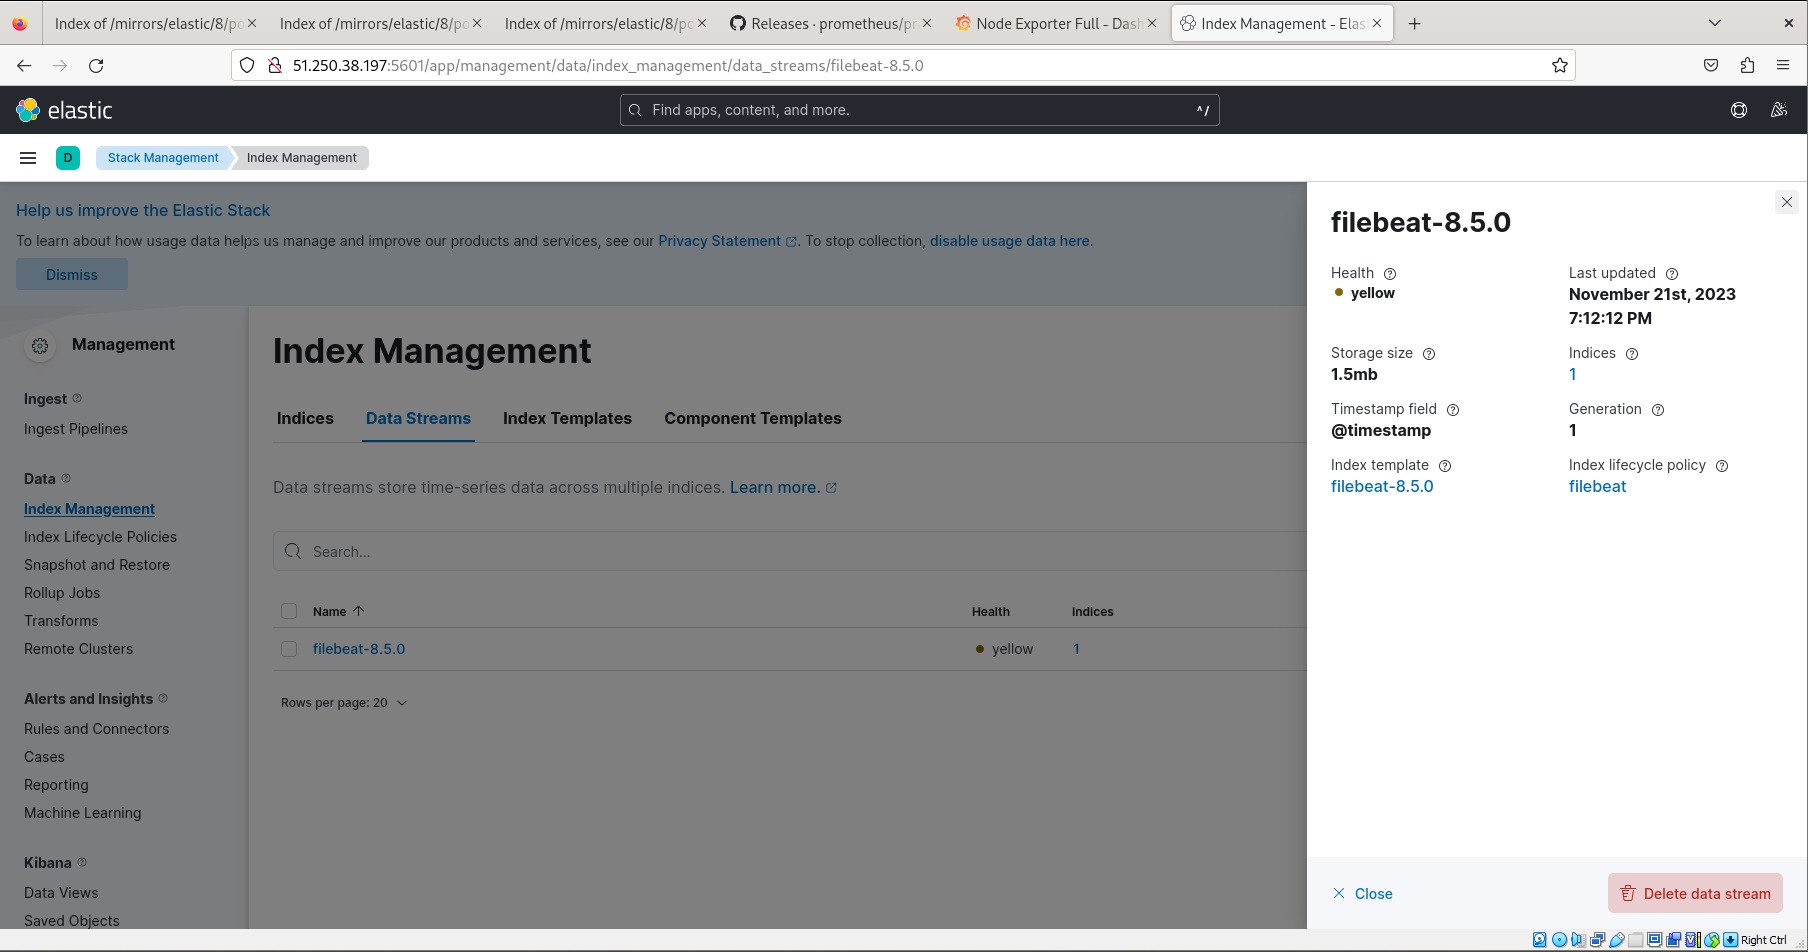 Index of /mirrors/elastic/8/po
Index of /mirrors/elastic/8/po
Index of /mirrors/elastic/8/po
Releases · prometheus/pr
Node Exporter Full - Dash
Index Management - Elas
51.250.38.197:5601/app/management/data/index_management/data_streams/filebeat-8.5.0
elastic
Find apps, content, and more.
^/
D
Stack Management
Index Management
Help us improve the Elastic Stack
To learn about how usage data helps us manage and improve our products and services, see our Privacy Statement. To stop collection, disable usage data here.
Dismiss
Management
Ingest
Ingest Pipelines
Data
Index Management
Index Lifecycle Policies
Snapshot and Restore
Rollup Jobs
Transforms
Remote Clusters
Alerts and Insights
Rules and Connectors
Cases
Reporting
Machine Learning
Kibana
Data Views
Saved Objects
Index Management
Indices
Data Streams
Index Templates
Component Templates
Data streams store time-series data across multiple indices. Learn more.
Search...
Name
Health
Indices
filebeat-8.5.0
yellow
1
Rows per page: 20
filebeat-8.5.0
Health
yellow
Last updated
November 21st, 2023
7:12:12 PM
Storage size
1.5mb
Indices
1
Timestamp field
@timestamp
Generation
1
Index template
filebeat-8.5.0
Index lifecycle policy
filebeat
Close
Delete data stream
Right Ctrl